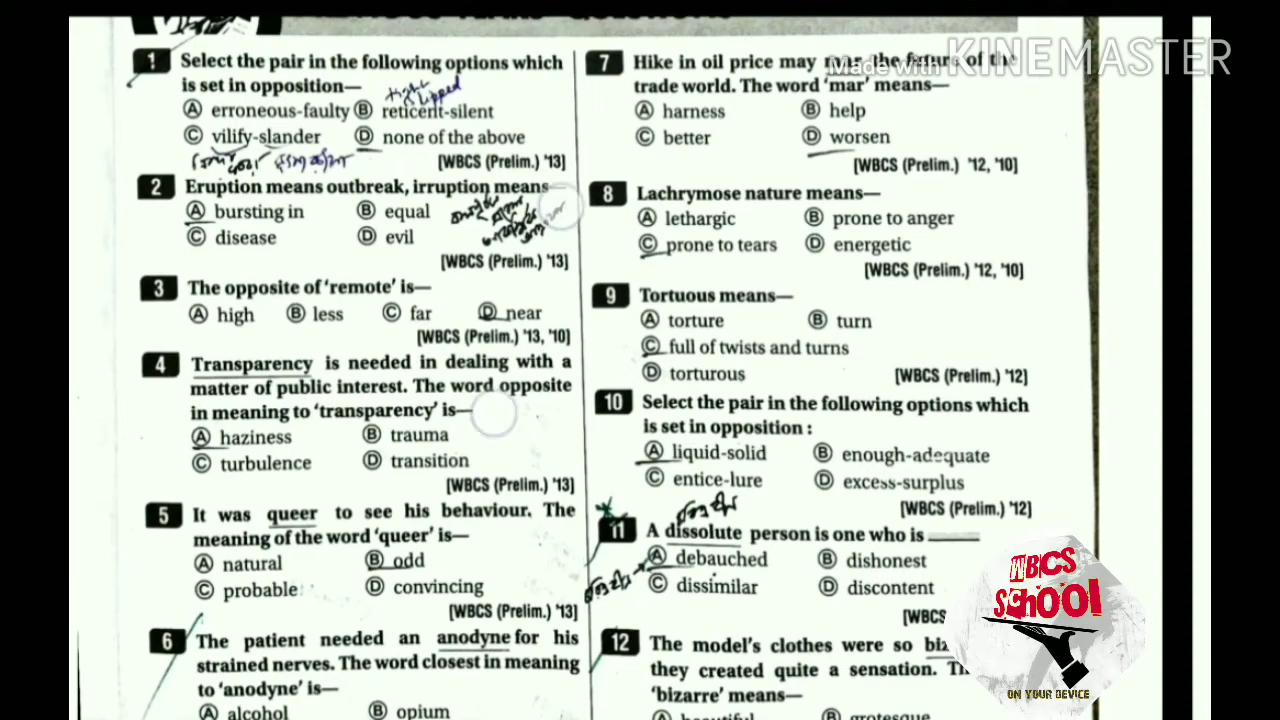 1 Select the pair in the following options which
is set in opposition—
tight
lipped
Ⓐ erroneous-faulty Ⓑ reticent-silent
Ⓒ vilify-slander Ⓓ none of the above
[WBCS (Prelim.) '13]
2 Eruption means outbreak, irruption means—
Ⓐ bursting in Ⓑ equal
Ⓒ disease Ⓓ evil
[WBCS (Prelim.) '13]
3 The opposite of 'remote' is—
Ⓐ high Ⓑ less Ⓒ far Ⓓ near
[WBCS (Prelim.) '13, '10]
4 Transparency is needed in dealing with a
matter of public interest. The word opposite
in meaning to 'transparency' is—
Ⓐ haziness Ⓑ trauma
Ⓒ turbulence Ⓓ transition
[WBCS (Prelim.) '13]
5 It was queer to see his behaviour. The
meaning of the word 'queer' is—
Ⓐ natural Ⓑ odd
Ⓒ probable Ⓓ convincing
[WBCS (Prelim.) '13]
6 The patient needed an anodyne for his
strained nerves. The word closest in meaning
to 'anodyne' is—
Ⓐ alcohol Ⓑ opium
7 Hike in oil price may mar the future of the
trade world. The word 'mar' means—
Ⓐ harness Ⓑ help
Ⓒ better Ⓓ worsen
[WBCS (Prelim.) '12, '10]
8 Lachrymose nature means—
Ⓐ lethargic Ⓑ prone to anger
Ⓒ prone to tears Ⓓ energetic
[WBCS (Prelim.) '12, '10]
9 Tortuous means—
Ⓐ torture Ⓑ turn
Ⓒ full of twists and turns
Ⓓ torturous [WBCS (Prelim.) '12]
10 Select the pair in the following options which
is set in opposition :
Ⓐ liquid-solid Ⓑ enough-adequate
Ⓒ entice-lure Ⓓ excess-surplus
[WBCS (Prelim.) '12]
11 A dissolute person is one who is ______
Ⓐ debauched Ⓑ dishonest
Ⓒ dissimilar Ⓓ discontent
[WBCS
12 The model's clothes were so
they created quite a sensation.
'bizarre' means—
Ⓑ grotesque
Made with KINEMASTER
WBCS
SCHOOL
ON YOUR DEVICE